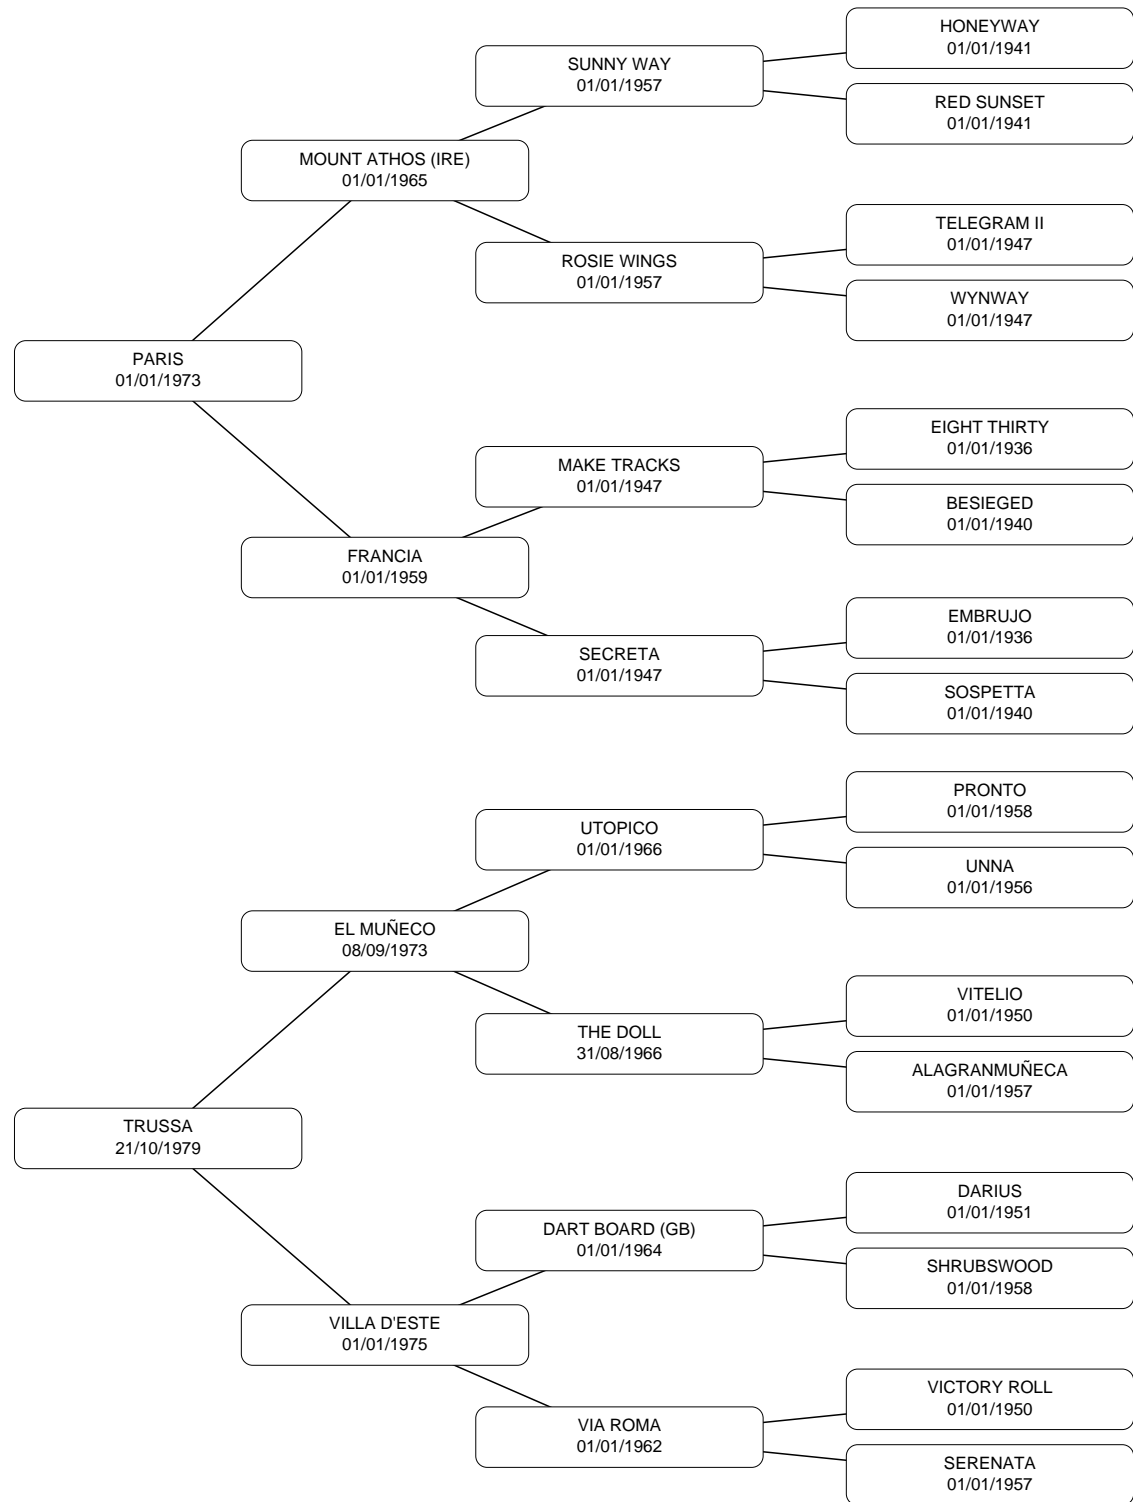 HONEYWAY
01/01/1941
SUNNY WAY
01/01/1957
RED SUNSET
01/01/1941
MOUNT ATHOS (IRE)
01/01/1965
TELEGRAM II
01/01/1947
ROSIE WINGS
01/01/1957
WYNWAY
01/01/1947
PARIS
01/01/1973
EIGHT THIRTY
01/01/1936
MAKE TRACKS
01/01/1947
BESIEGED
01/01/1940
FRANCIA
01/01/1959
EMBRUJO
01/01/1936
SECRETA
01/01/1947
SOSPETTA
01/01/1940
PRONTO
01/01/1958
UTOPICO
01/01/1966
UNNA
01/01/1956
EL MUÑECO
08/09/1973
VITELIO
01/01/1950
THE DOLL
31/08/1966
ALAGRANMUÑECA
01/01/1957
TRUSSA
21/10/1979
DARIUS
01/01/1951
DART BOARD (GB)
01/01/1964
SHRUBSWOOD
01/01/1958
VILLA D'ESTE
01/01/1975
VICTORY ROLL
01/01/1950
VIA ROMA
01/01/1962
SERENATA
01/01/1957